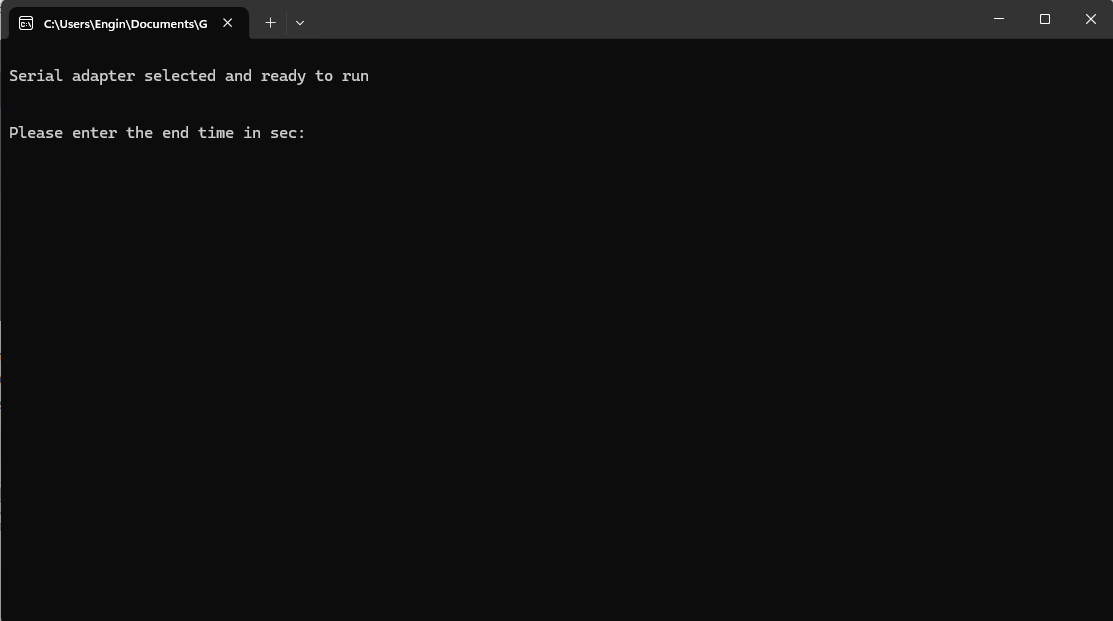 C:\Users\Engin\Documents\G
Serial adapter selected and ready to run
Please enter the end time in sec: